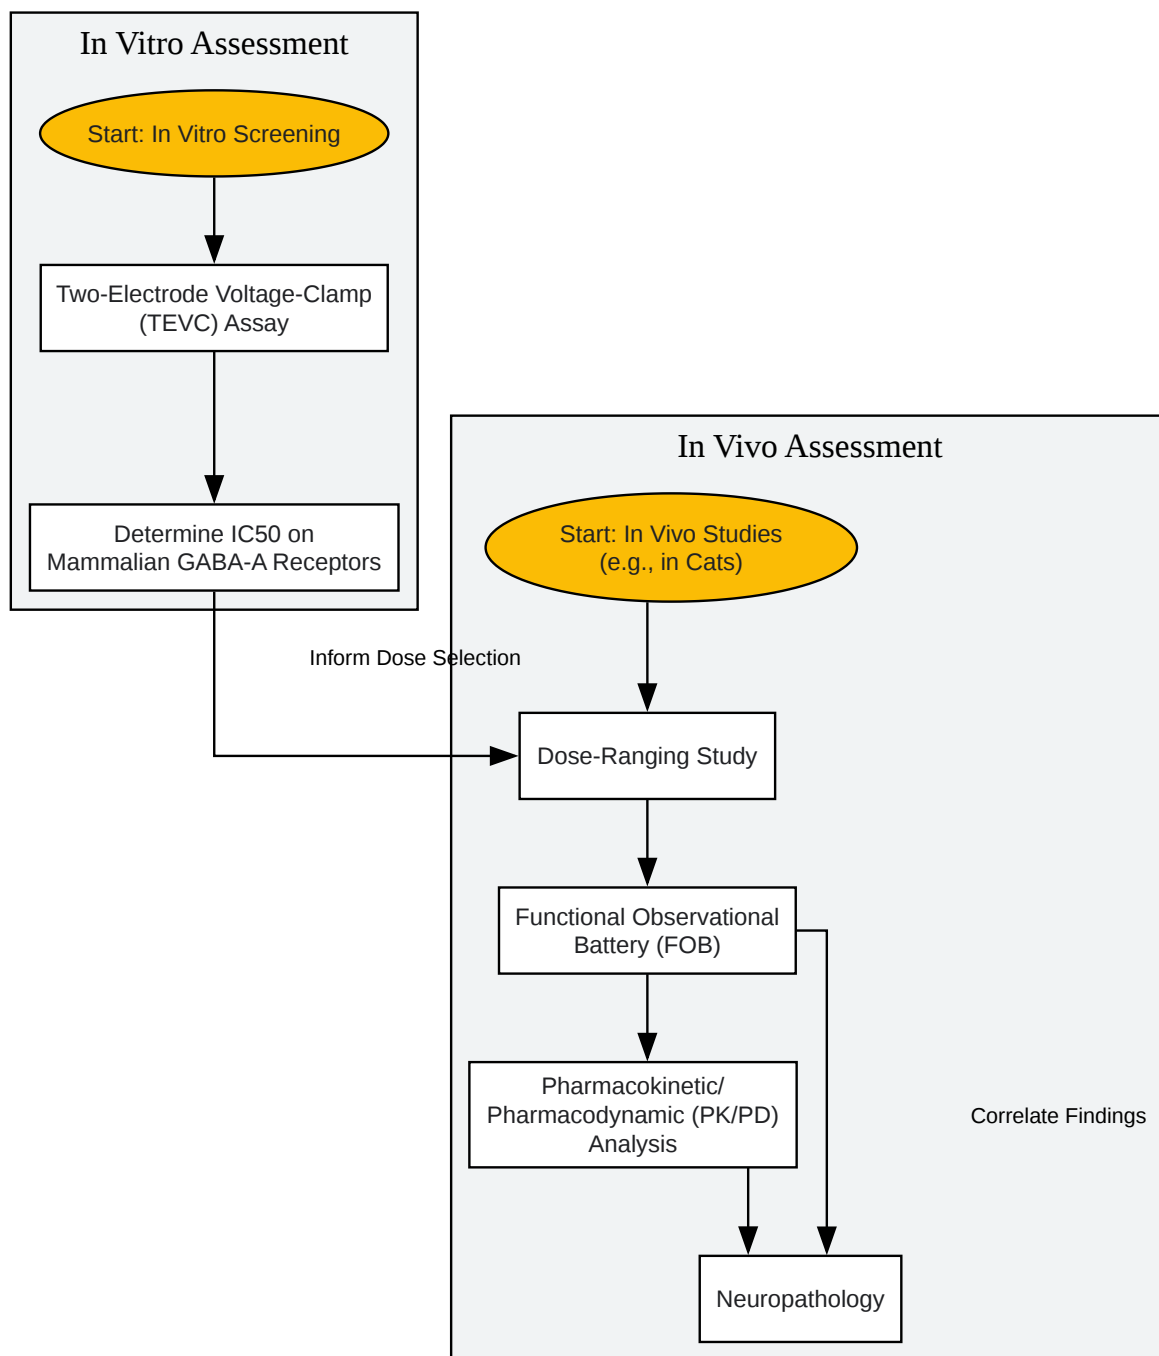 In Vitro Assessment
Start: In Vitro Screening
Two-Electrode Voltage-Clamp
(TEVC) Assay
Determine IC50 on
Mammalian GABA-A Receptors
In Vivo Assessment
Start: In Vivo Studies
(e.g., in Cats)
Inform Dose Selection
Dose-Ranging Study
Functional Observational
Battery (FOB)
Pharmacokinetic/
Pharmacodynamic (PK/PD)
Analysis
Correlate Findings
Neuropathology